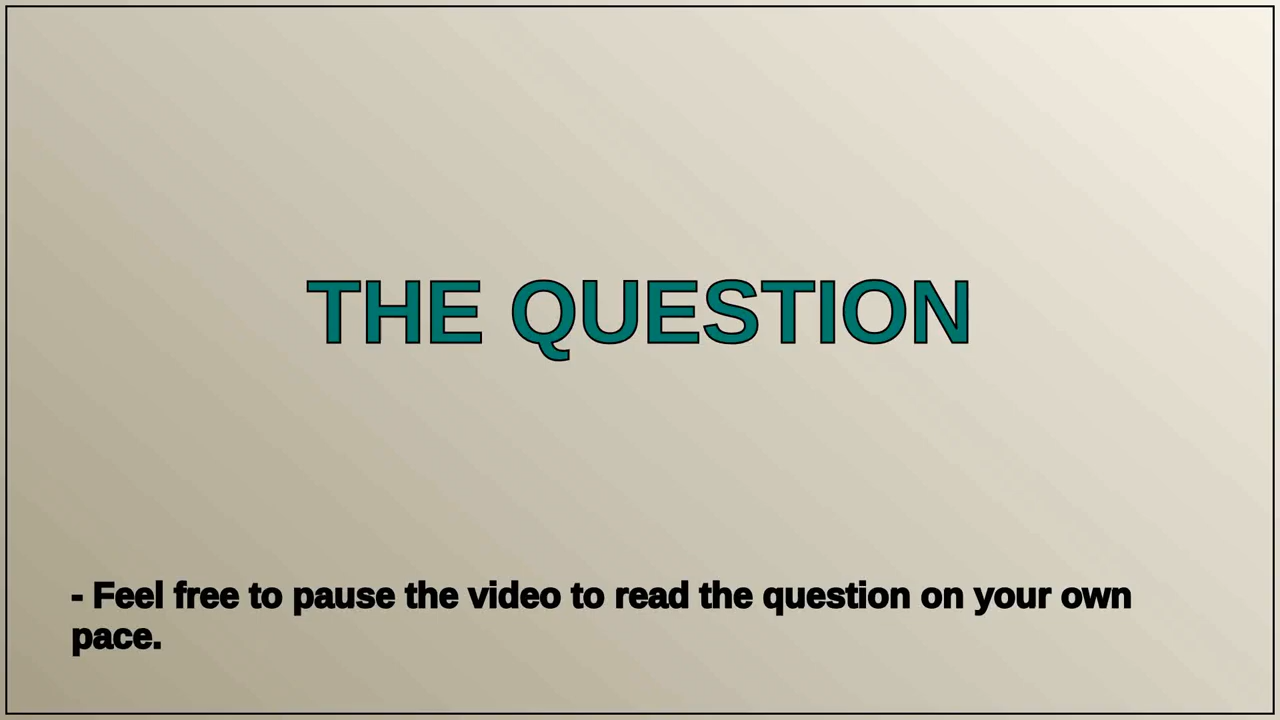 THE QUESTION
- Feel free to pause the video to read the question on your own
pace.